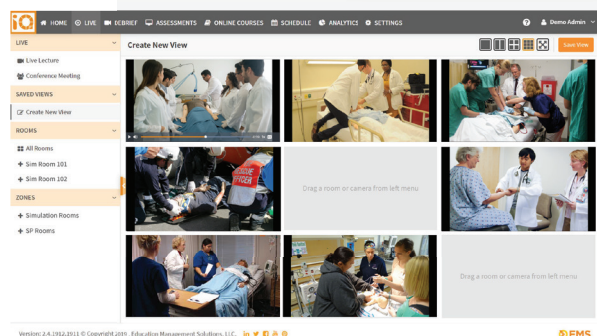 iQ HOME LIVE DEBRIEF ASSESSMENTS ONLINE COURSES SCHEDULE ANALYTICS SETTINGS ? Demo Admin
LIVE
Create New View
Save View
Live Lecture
Conference Meeting
SAVED VIEWS
Create New View
ROOMS
All Rooms
+ Sim Room 101
+ Sim Room 102
ZONES
+ Simulation Rooms
+ SP Rooms
Drag a room or camera from left menu
Drag a room or camera from left menu
Version: 2.4.1912.1911 © Copyright 2019 Education Management Solutions, LLC.
EMS